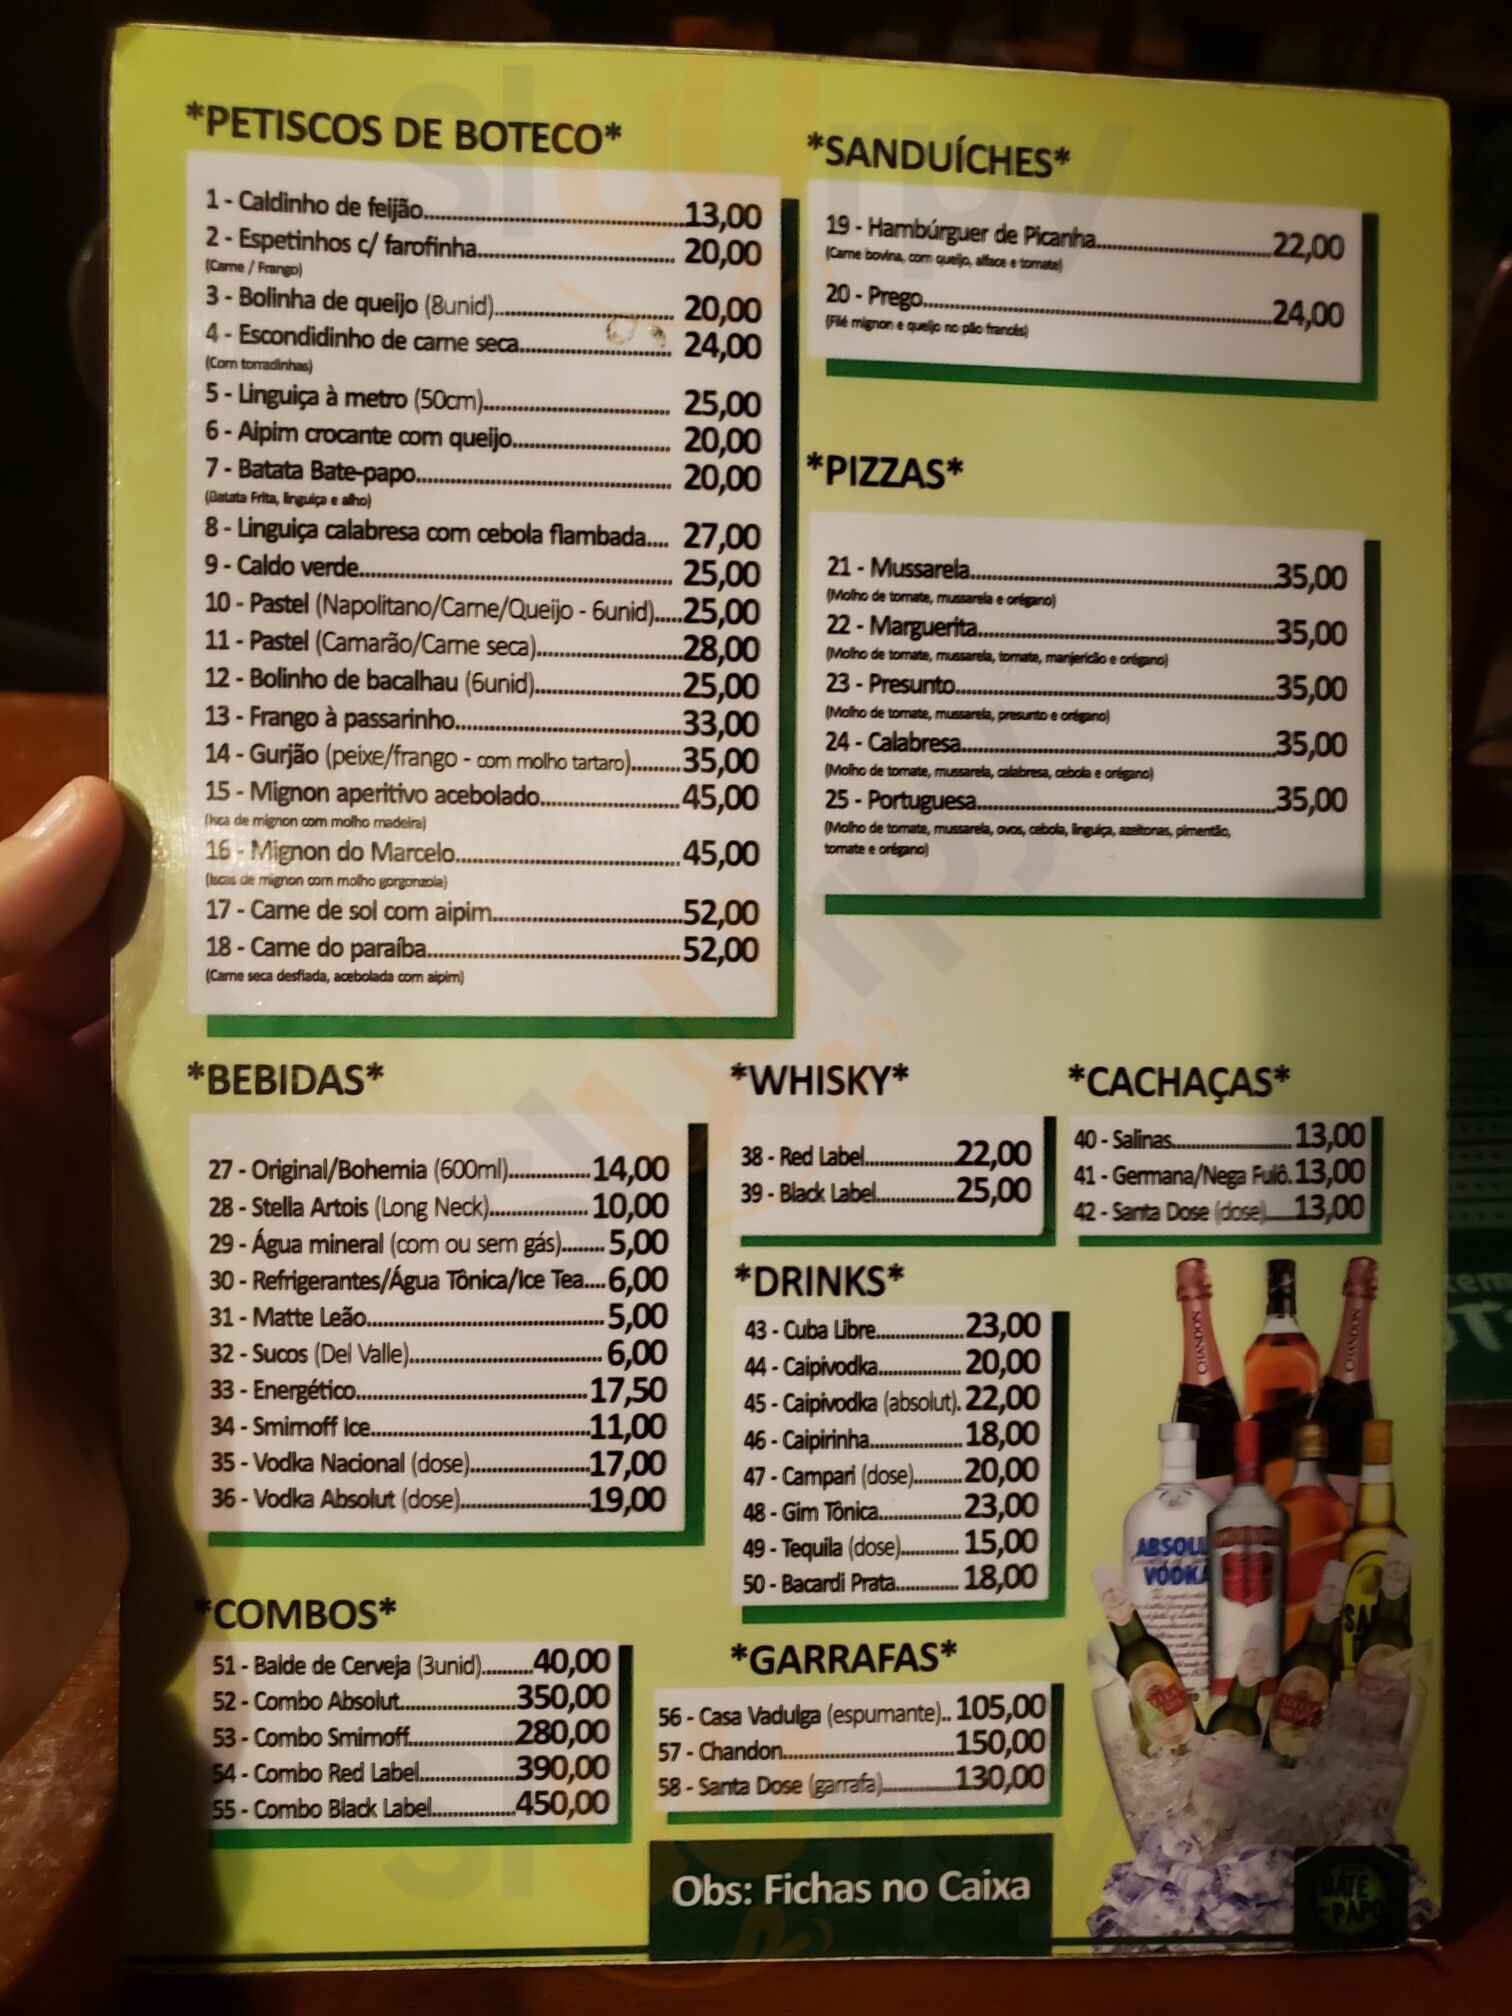 *PETISCOS DE BOTECO*
1 - Caldinho de feijão 13,00
2 - Espetinhos c/ farofinha 20,00
(Carne / Frango)
3 - Bolinha de queijo (8unid) 20,00
4 - Escondidinho de carne seca 24,00
(Com torradinhas)
5 - Linguiça à metro (50cm) 25,00
6 - Aipim crocante com queijo 20,00
7 - Batata Bate-papo 20,00
(Batata Frita, linguiça e alho)
8 - Linguiça calabresa com cebola flambada.... 27,00
9 - Caldo verde 25,00
10 - Pastel (Napolitano/Carne/Queijo - 6unid).....25,00
11 - Pastel (Camarão/Carne seca) 28,00
12 - Bolinho de bacalhau (6unid) 25,00
13 - Frango à passarinho 33,00
14 - Gurjão (peixe/frango - com molho tartaro) 35,00
15 - Mignon aperitivo acebolado 45,00
(Isca de mignon com molho madeira)
16 - Mignon do Marcelo 45,00
(Iscas de mignon com molho gorgonzola)
17 - Carne de sol com aipim 52,00
18 - Carne do paraíba 52,00
(Carne seca desfiada, acebolada com aipim)
*SANDUÍCHES*
19 - Hambúrguer de Picanha 22,00
(Carne bovina, com queijo, alface e tomate)
20 - Prego 24,00
(Filé mignon e queijo no pão francês)
*PIZZAS*
21 - Mussarela 35,00
(Molho de tomate, mussarela e orégano)
22 - Marguerita 35,00
(Molho de tomate, mussarela, tomate, manjericão e orégano)
23 - Presunto 35,00
(Molho de tomate, mussarela, presunto e orégano)
24 - Calabresa 35,00
(Molho de tomate, mussarela, calabresa, cebola e orégano)
25 - Portuguesa 35,00
(Molho de tomate, mussarela, ovos, cebola, linguiça, azeitonas, pimentão,
tomate e orégano)
*BEBIDAS*
27 - Original/Bohemia (600ml) 14,00
28 - Stella Artois (Long Neck) 10,00
29 - Água mineral (com ou sem gás) 5,00
30 - Refrigerantes/Água Tônica/Ice Tea....6,00
31 - Matte Leão 5,00
32 - Sucos (Del Valle) 6,00
33 - Energético 17,50
34 - Smirnoff Ice 11,00
35 - Vodka Nacional (dose) 17,00
36 - Vodka Absolut (dose) 19,00
*WHISKY*
38 - Red Label 22,00
39 - Black Label 25,00
*CACHAÇAS*
40 - Salinas 13,00
41 - Germana/Nega Fulô. 13,00
42 - Santa Dose (dose) 13,00
*DRINKS*
43 - Cuba Libre 23,00
44 - Caipivodka 20,00
45 - Caipivodka (absolut). 22,00
46 - Caipirinha 18,00
47 - Campari (dose) 20,00
48 - Gim Tônica 23,00
49 - Tequila (dose) 15,00
50 - Bacardi Prata 18,00
*COMBOS*
51 - Balde de Cerveja (3unid) 40,00
52 - Combo Absolut 350,00
53 - Combo Smirnoff 280,00
54 - Combo Red Label 390,00
55 - Combo Black Label 450,00
*GARRAFAS*
56 - Casa Vadulga (espumante).. 105,00
57 - Chandon 150,00
58 - Santa Dose (garrafa) 130,00
Obs: Fichas no Caixa
CHANDON
CHANDON
ABSOLU
VODKA
BATE
PAPO
sluurpy
sluurpy
sluurpy
sluurpy